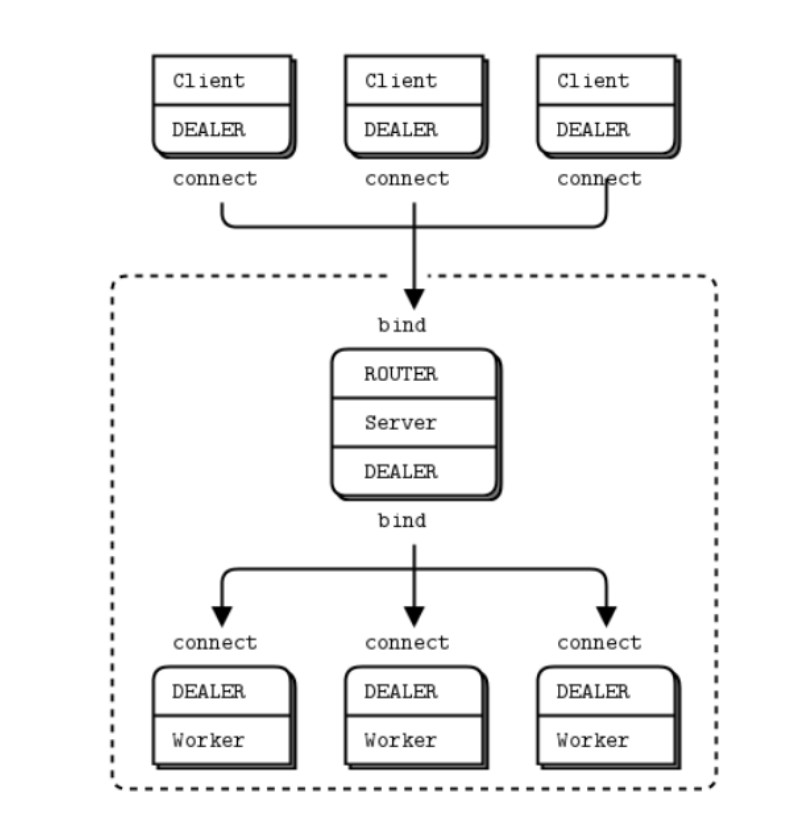 Client Client Client
DEALER DEALER DEALER
connect connect connect
bind
ROUTER
Server
DEALER
bind
connect connect connect
DEALER DEALER DEALER
Worker Worker Worker